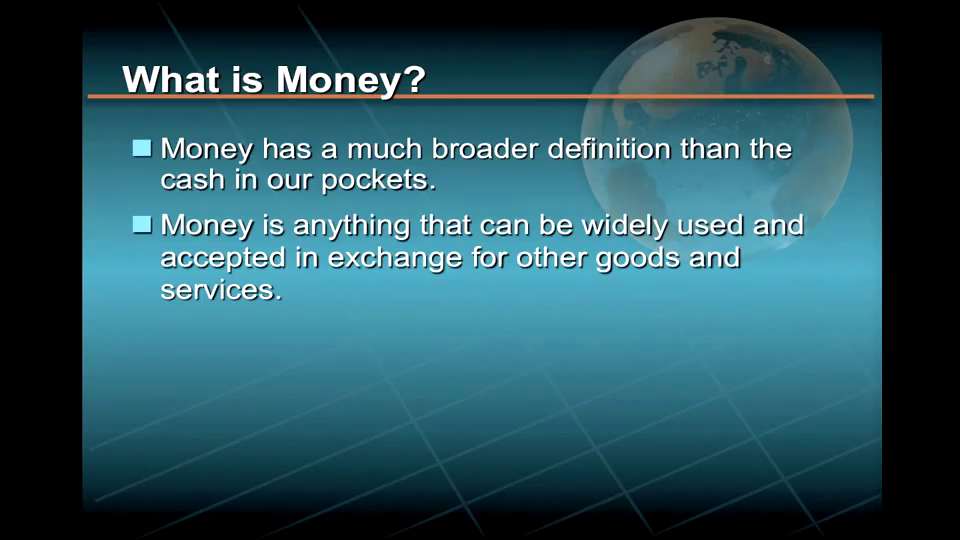 What is Money?
Money has a much broader definition than the
cash in our pockets.
Money is anything that can be widely used and
accepted in exchange for other goods and
services.